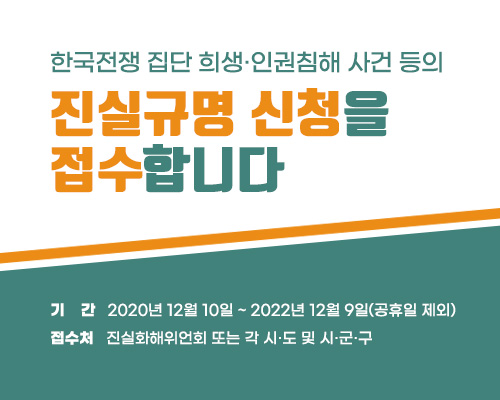 한국전쟁 집단 희생·인권침해 사건 등의
진실규명 신청을
접수합니다
기 간 2020년 12월 10일 ~ 2022년 12월 9일(공휴일 제외)
접수처 진실화해위언회 또는 각 시·도 및 시·군·구